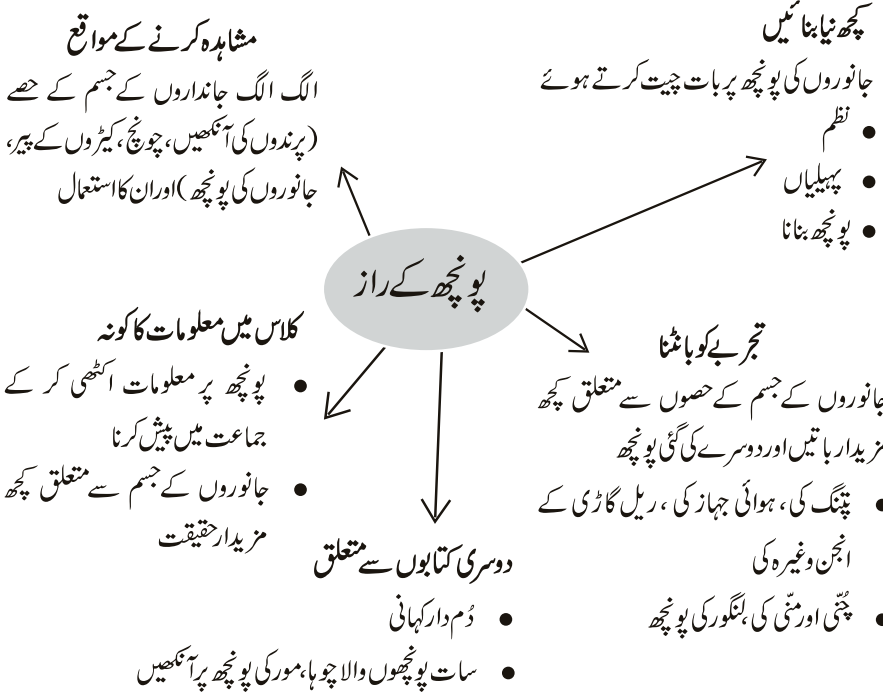 کچھ نیا بنائیں
جانوروں کی پونچھ پر بات چیت کرتے ہوئے
● نظم
● پہیلیاں
● پونچھ بنانا
مشاہدہ کرنے کے مواقع
الگ الگ جانداروں کے جسم کے حصے
(پرندوں کی آنکھیں، چونچ، کیڑوں کے پیر،
جانوروں کی پونچھ) اور ان کا استعمال
پونچھ کے راز
تجربے کو بانٹنا
جانوروں کے جسم کے حصوں سے متعلق کچھ
مزیدار باتیں اور دوسرے کی گئی پونچھ
● پتنگ کی، ہوائی جہاز کی، ریل گاڑی کے
انجن وغیرہ کی
● چُنّی اور منّی کی، لنگور کی پونچھ
کلاس میں معلومات کا کونہ
● پونچھ پر معلومات اکٹھی کر کے
جماعت میں پیش کرنا
● جانوروں کے جسم سے متعلق کچھ
مزیدار حقیقت
دوسری کتابوں سے متعلق
● دُم دار کہانی
● سات پونچھوں والا چوہا، مور کی پونچھ پر آنکھیں